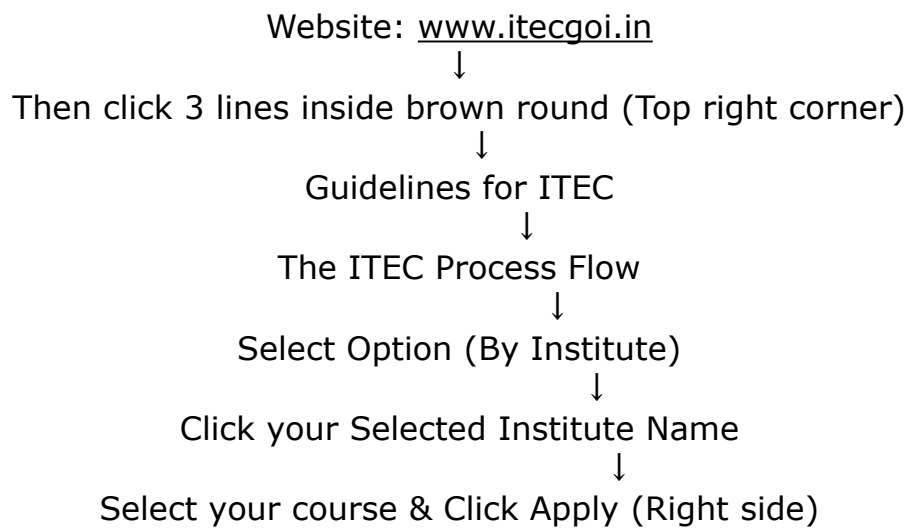 Website: www.itecgoi.in
↓
Then click 3 lines inside brown round (Top right corner)
↓
Guidelines for ITEC
↓
The ITEC Process Flow
↓
Select Option (By Institute)
↓
Click your Selected Institute Name
↓
Select your course & Click Apply (Right side)